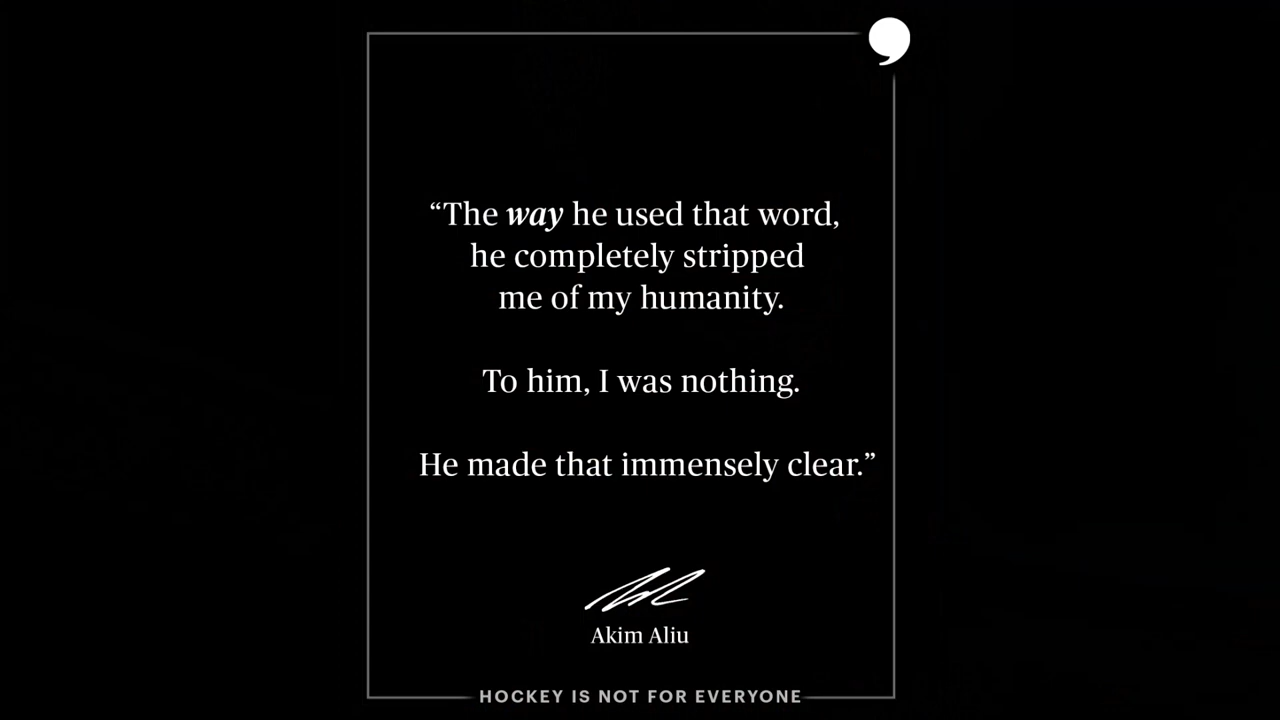 “The way he used that word,
he completely stripped
me of my humanity.
To him, I was nothing.
He made that immensely clear.”
Akim Aliu
HOCKEY IS NOT FOR EVERYONE